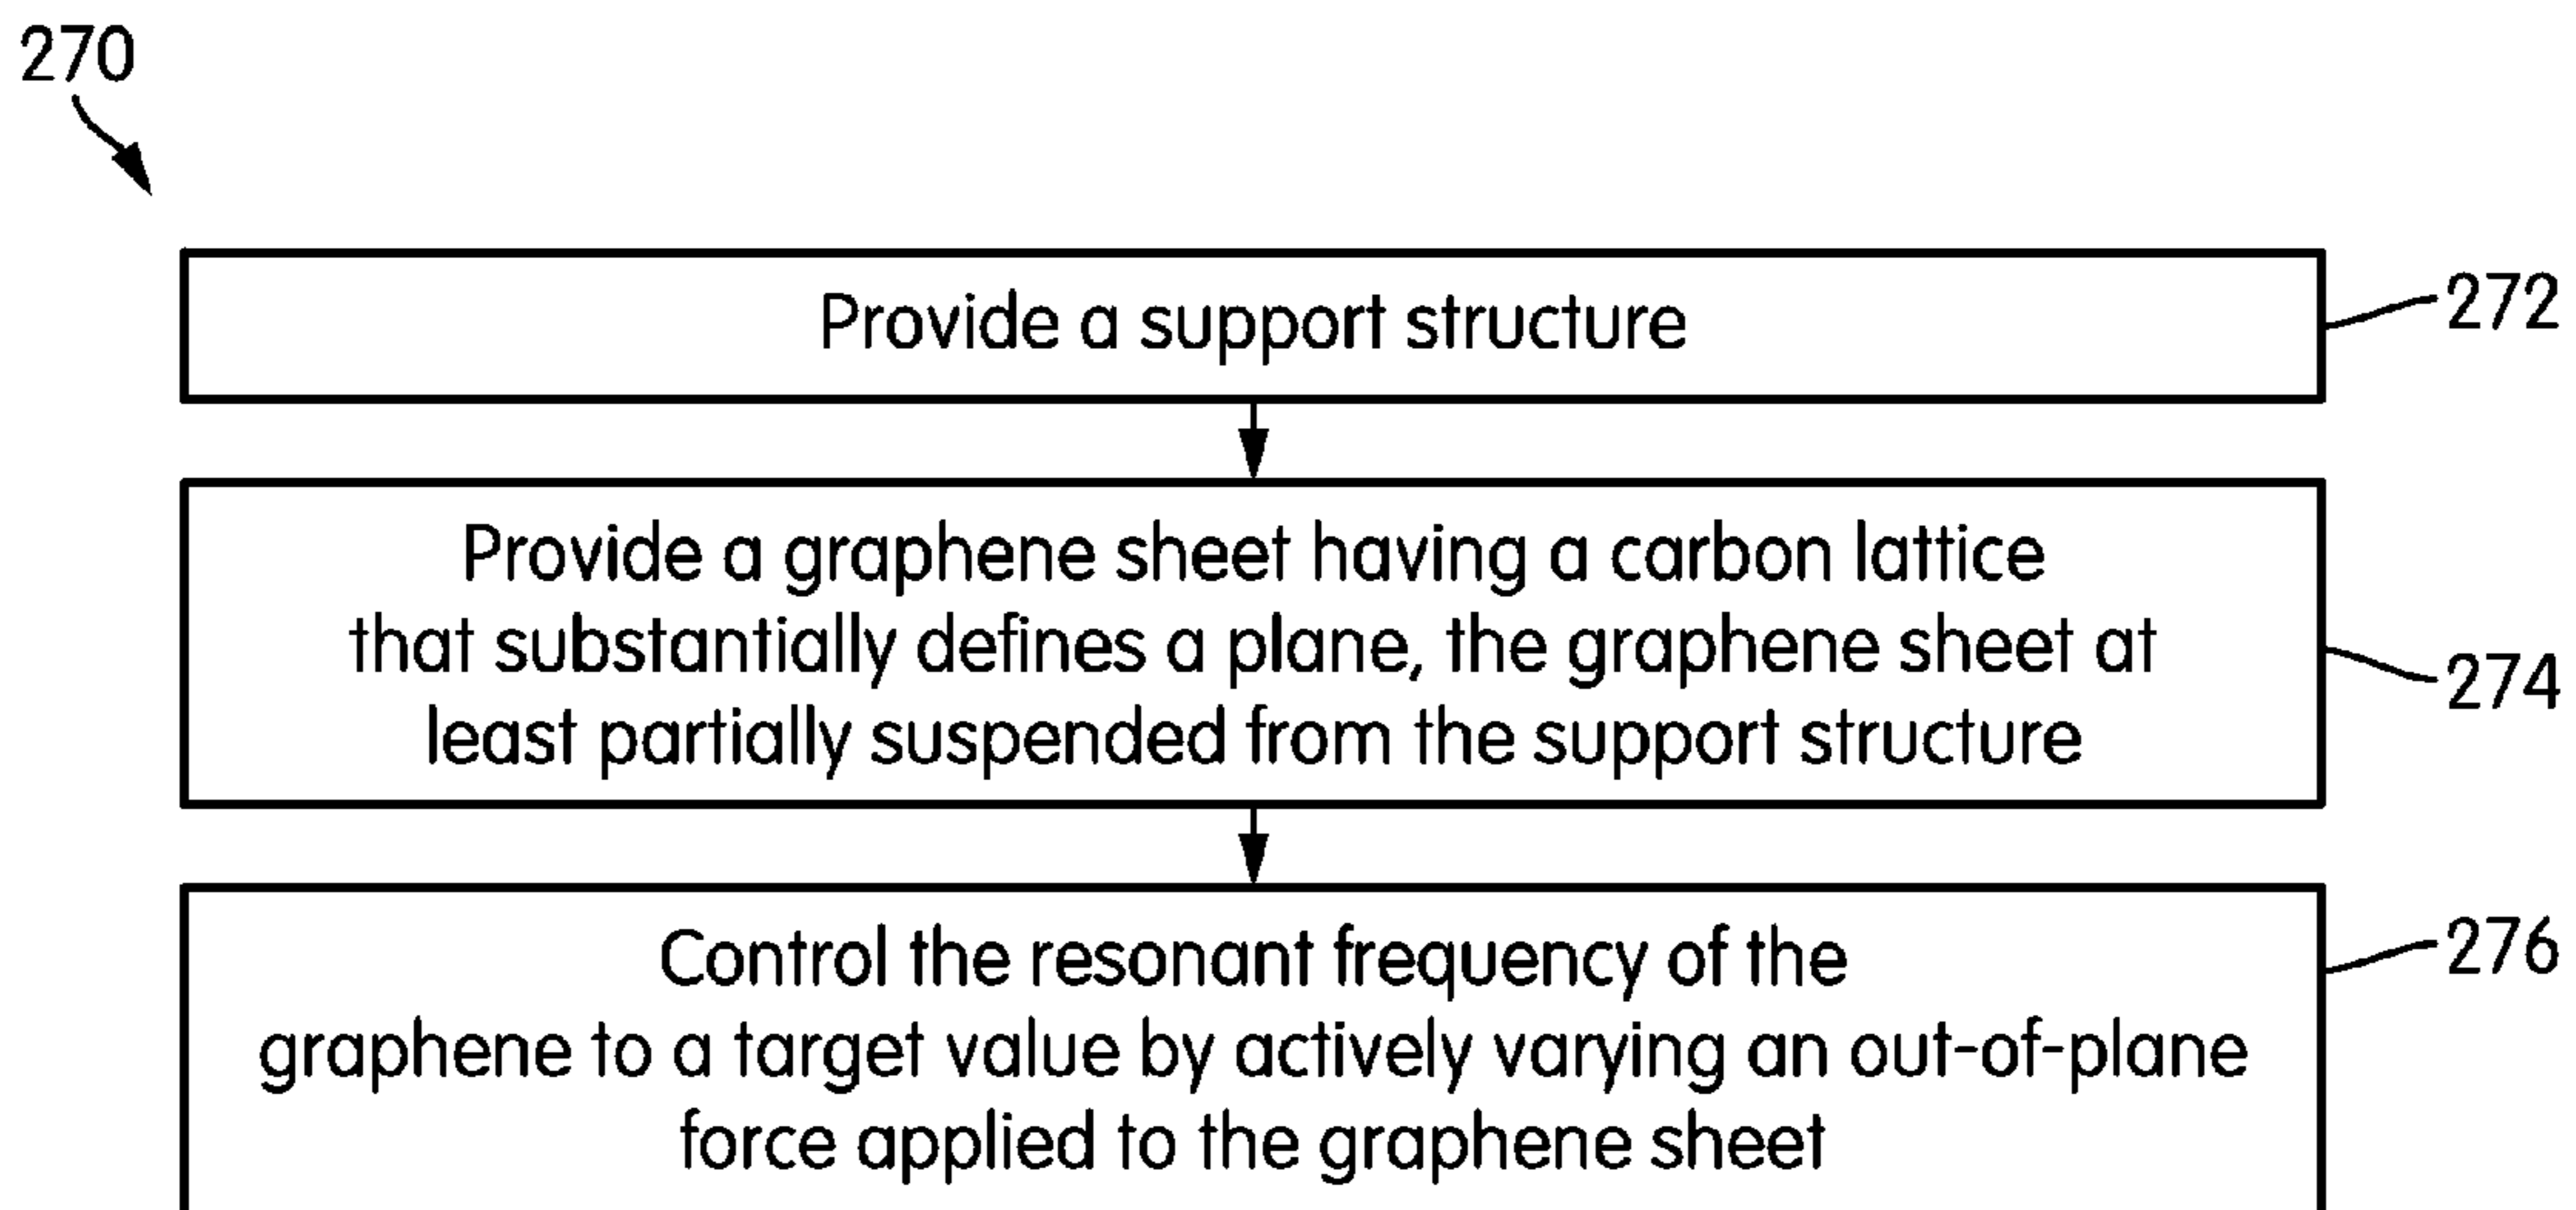 270
Provide a support structure
272
Provide a graphene sheet having a carbon lattice
that substantially defines a plane, the graphene sheet at
least partially suspended from the support structure
274
Control the resonant frequency of the
graphene to a target value by actively varying an out-of-plane
force applied to the graphene sheet
276